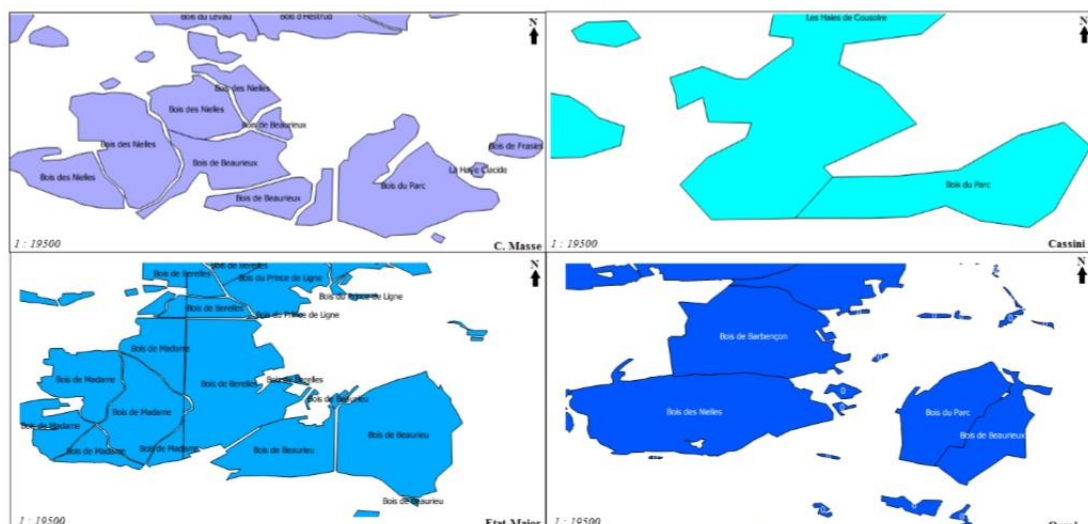 Bois du Levau
Bois d'Hestrud
N
Bois des Nielles
Bois des Nielles
Bois de Beaurieux
Bois des Nielles
Bois de Beaurieux
Bois de Frasies
La Haye Clacide
Bois des Nielles
Bois du Parc
Bois de Beaurieux
1 : 19500
C. Masse
Les Haies de Cousolre
N
Bois du Parc
1 : 19500
Cassini
Bois de Berelles
Bois de Berelles
Bois du Prince de Ligne
N
Bois du Prince de Ligne
Bois de Berelles
Bois du Prince de Ligne
Bois de Madame
Bois de Madame
Bois de Berelles
Bois de Berelles
Bois de Beaurieu
Bois de Madame
Bois de Madame
Bois de Beaurieu
Bois de Madame
Bois de Madame
Bois de Beaurieu
Bois de Beaurieu
1 : 19500
Etat-Major
N
Bois de Barbençon
0
Bois des Nielles
Bois du Parc
Bois de Beaurieux
1 : 19500